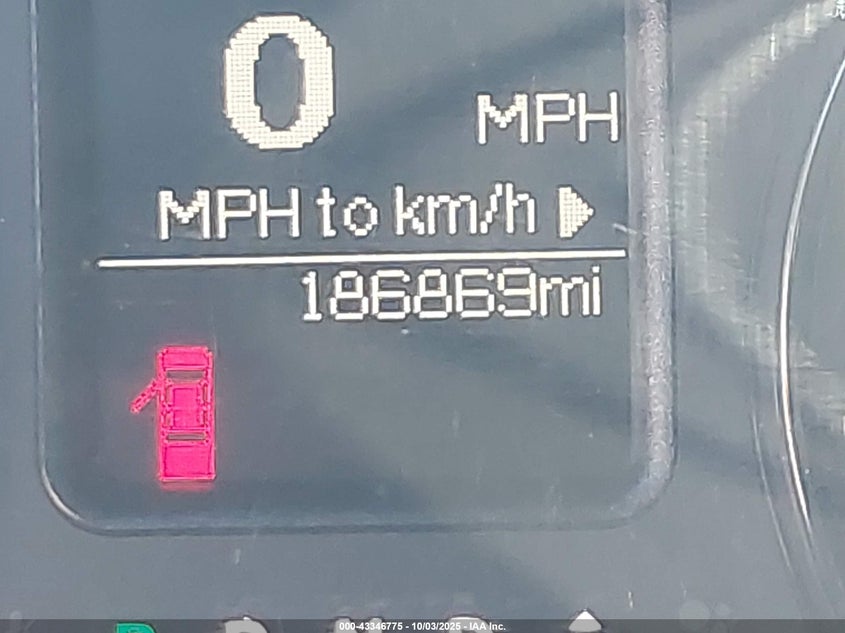 0
MPH
MPH to km/h
186869mi
000-43346775 - 10/03/2025 - IAA Inc.